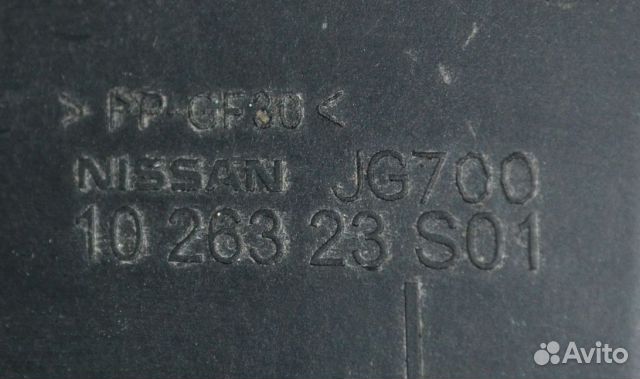 >PP-GF30<
NISSAN JG700
10 263 23 S01
Avito